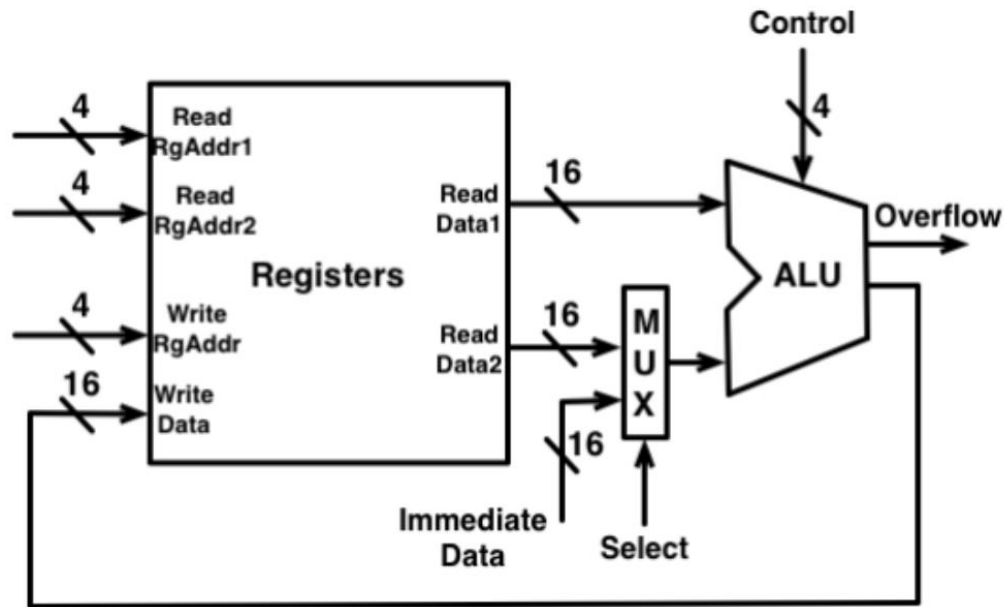 Control
4
4
Read
RgAddr1
4
Read
RgAddr2
Read
Data1
16
Overflow
Registers
ALU
4
Write
RgAddr
16
Write
Data
Read
Data2
16
M
U
X
16
Immediate
Data
Select